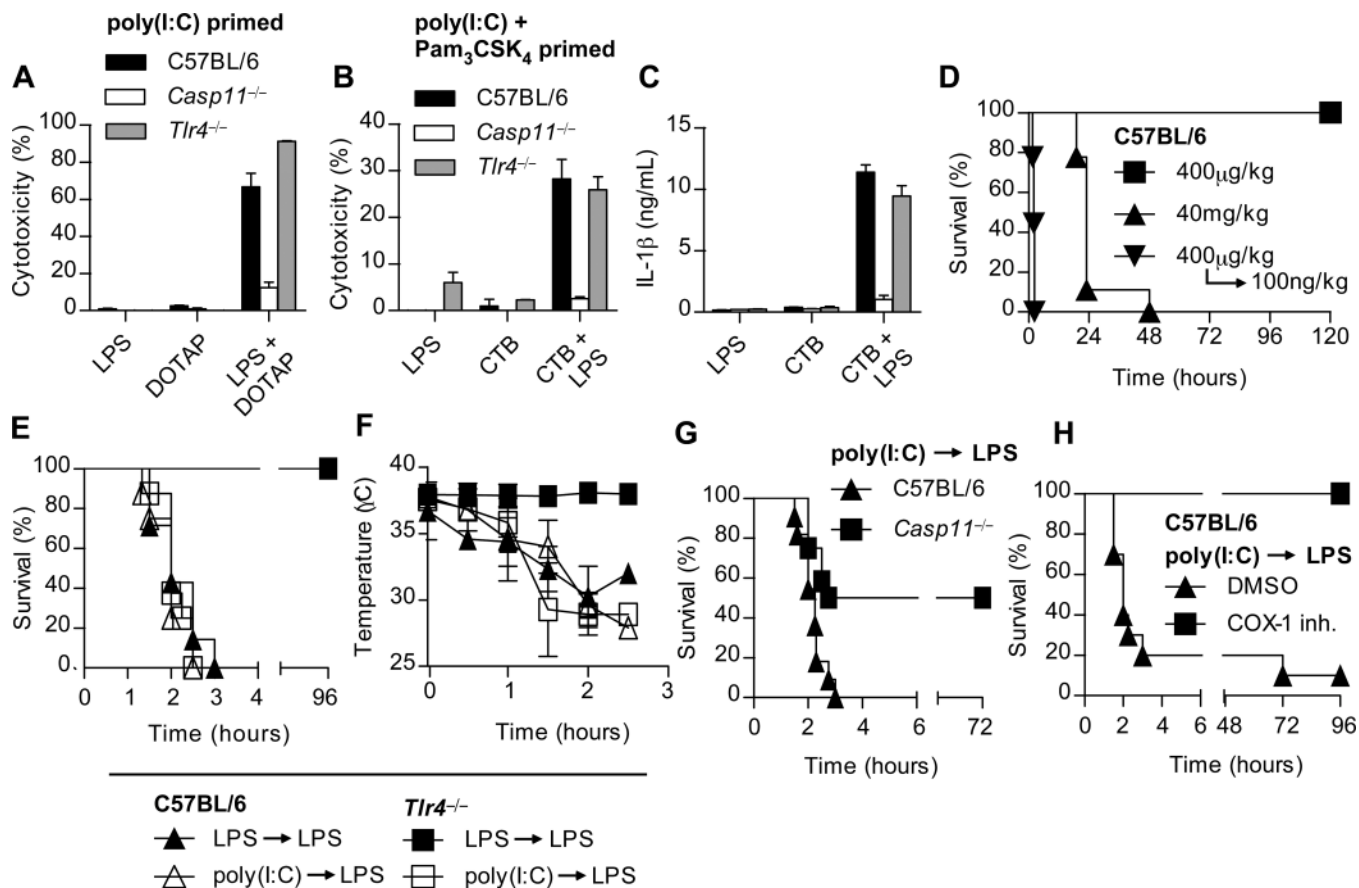 poly(I:C) primed
C57BL/6
Casp11–/–
Tlr4–/–
A
Cytotoxicity (%)
100
80
60
40
20
0
LPS
DOTAP
LPS +
DOTAP
poly(I:C) +
Pam3CSK4 primed
B
C57BL/6
Casp11–/–
Tlr4–/–
Cytotoxicity (%)
40
30
20
10
0
LPS
CTB
CTB +
LPS
C
IL-1β (ng/mL)
15
10
5
0
LPS
CTB
CTB +
LPS
D
Survival (%)
100
80
60
40
20
0
C57BL/6
400µg/kg
40mg/kg
400µg/kg
→100ng/kg
0 24 48 72 96 120
Time (hours)
E
Survival (%)
100
80
60
40
20
0
0 1 2 3 4 96
Time (hours)
F
Temperature (γC)
40
35
30
25
0 1 2 3
Time (hours)
G
poly(I:C) → LPS
C57BL/6
Casp11–/–
Survival (%)
100
80
60
40
20
0
0 2 4 6 72
Time (hours)
H
C57BL/6
poly(I:C) → LPS
DMSO
COX-1 inh.
Survival (%)
100
80
60
40
20
0
0 2 4 6 48 72 96
Time (hours)
C57BL/6
LPS → LPS
poly(I:C) → LPS
Tlr4–/–
LPS → LPS
poly(I:C) → LPS